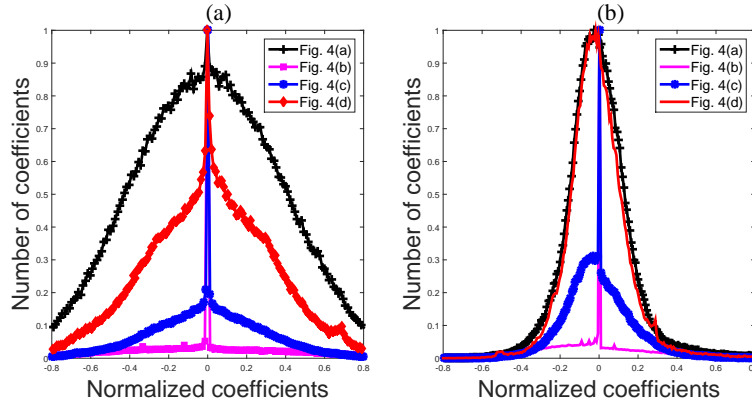 (a)
1
0.9
0.8
0.7
0.6
0.5
0.4
0.3
0.2
0.1
0
Number of coefficients
Fig. 4(a)
Fig. 4(b)
Fig. 4(c)
Fig. 4(d)
-0.8 -0.6 -0.4 -0.2 0 0.2 0.4 0.6 0.8
Normalized coefficients
(b)
1
0.9
0.8
0.7
0.6
0.5
0.4
0.3
0.2
0.1
0
Number of coefficients
Fig. 4(a)
Fig. 4(b)
Fig. 4(c)
Fig. 4(d)
-0.8 -0.6 -0.4 -0.2 0 0.2 0.4 0.6 0.8
Normalized coefficients